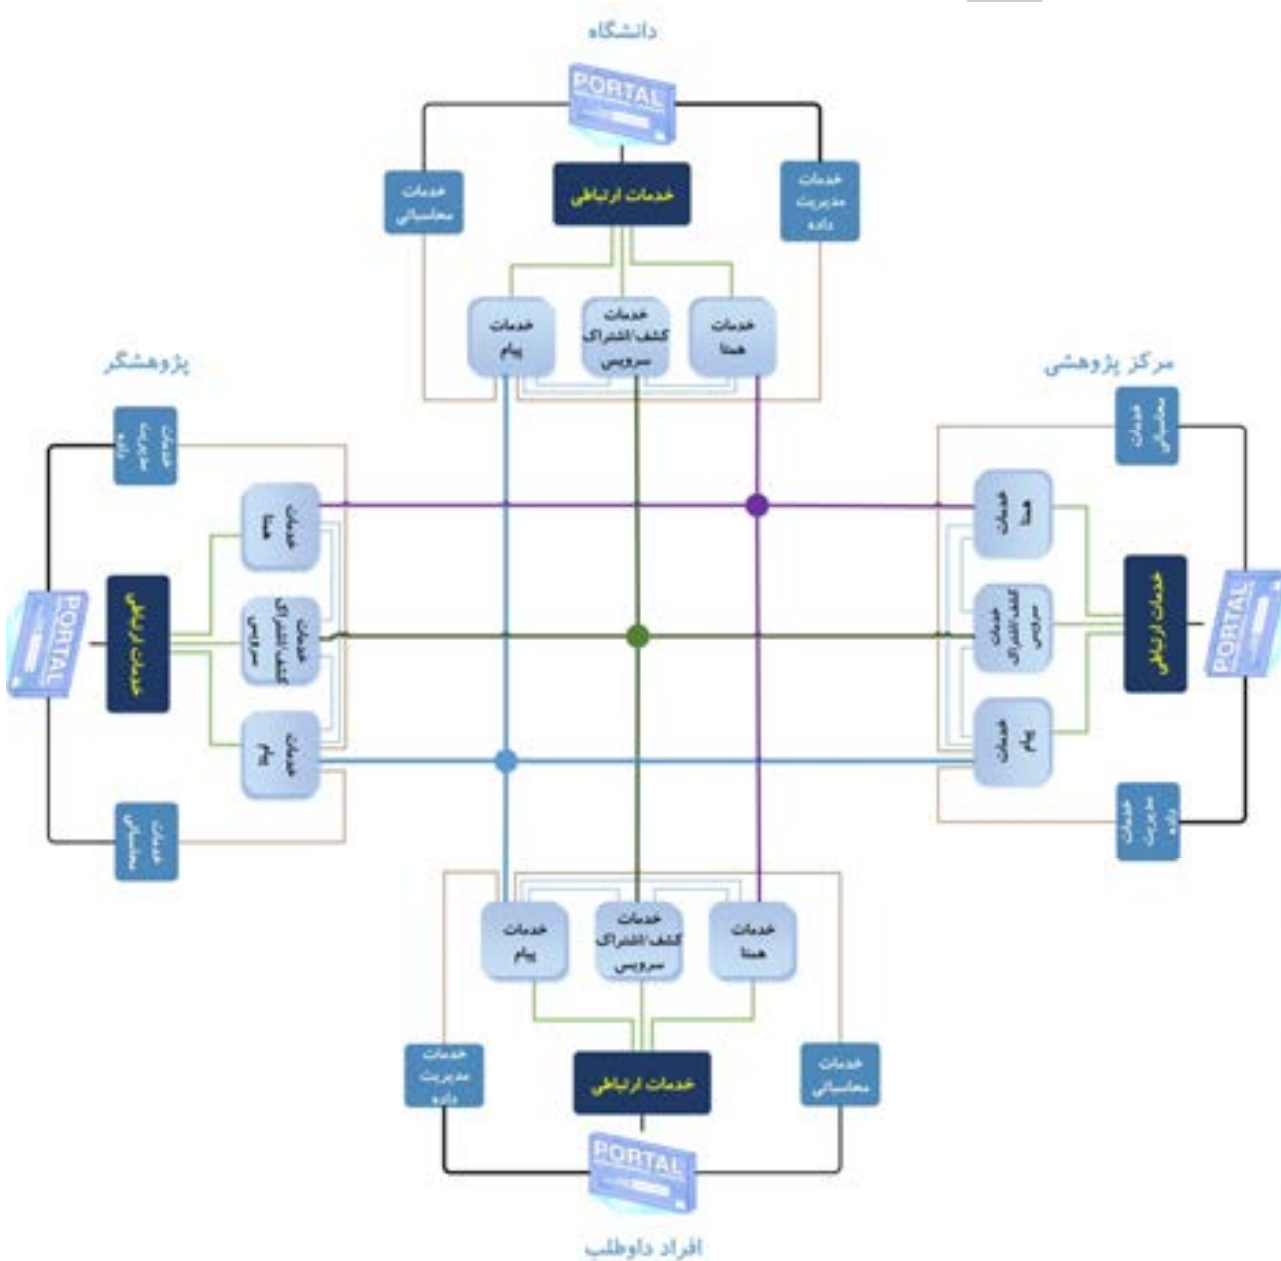 دانشگاه
PORTAL
خدمات
محاسباتی
خدمات ارتباطی
خدمات
مدیریت
داده
خدمات
پیام
خدمات
کشف/اشتراک
سرویس
خدمات
همتا
پژوهشگر
خدمات
مدیریت
داده
خدمات
همتا
PORTAL
خدمات ارتباطی
خدمات
کشف/اشتراک
سرویس
خدمات
پیام
خدمات
محاسباتی
مرکز پژوهشی
خدمات
محاسباتی
خدمات
همتا
خدمات
کشف/اشتراک
سرویس
خدمات ارتباطی
PORTAL
خدمات
پیام
خدمات
مدیریت
داده
خدمات
پیام
خدمات
کشف/اشتراک
سرویس
خدمات
همتا
خدمات
مدیریت
داده
خدمات ارتباطی
خدمات
محاسباتی
PORTAL
افراد داوطلب